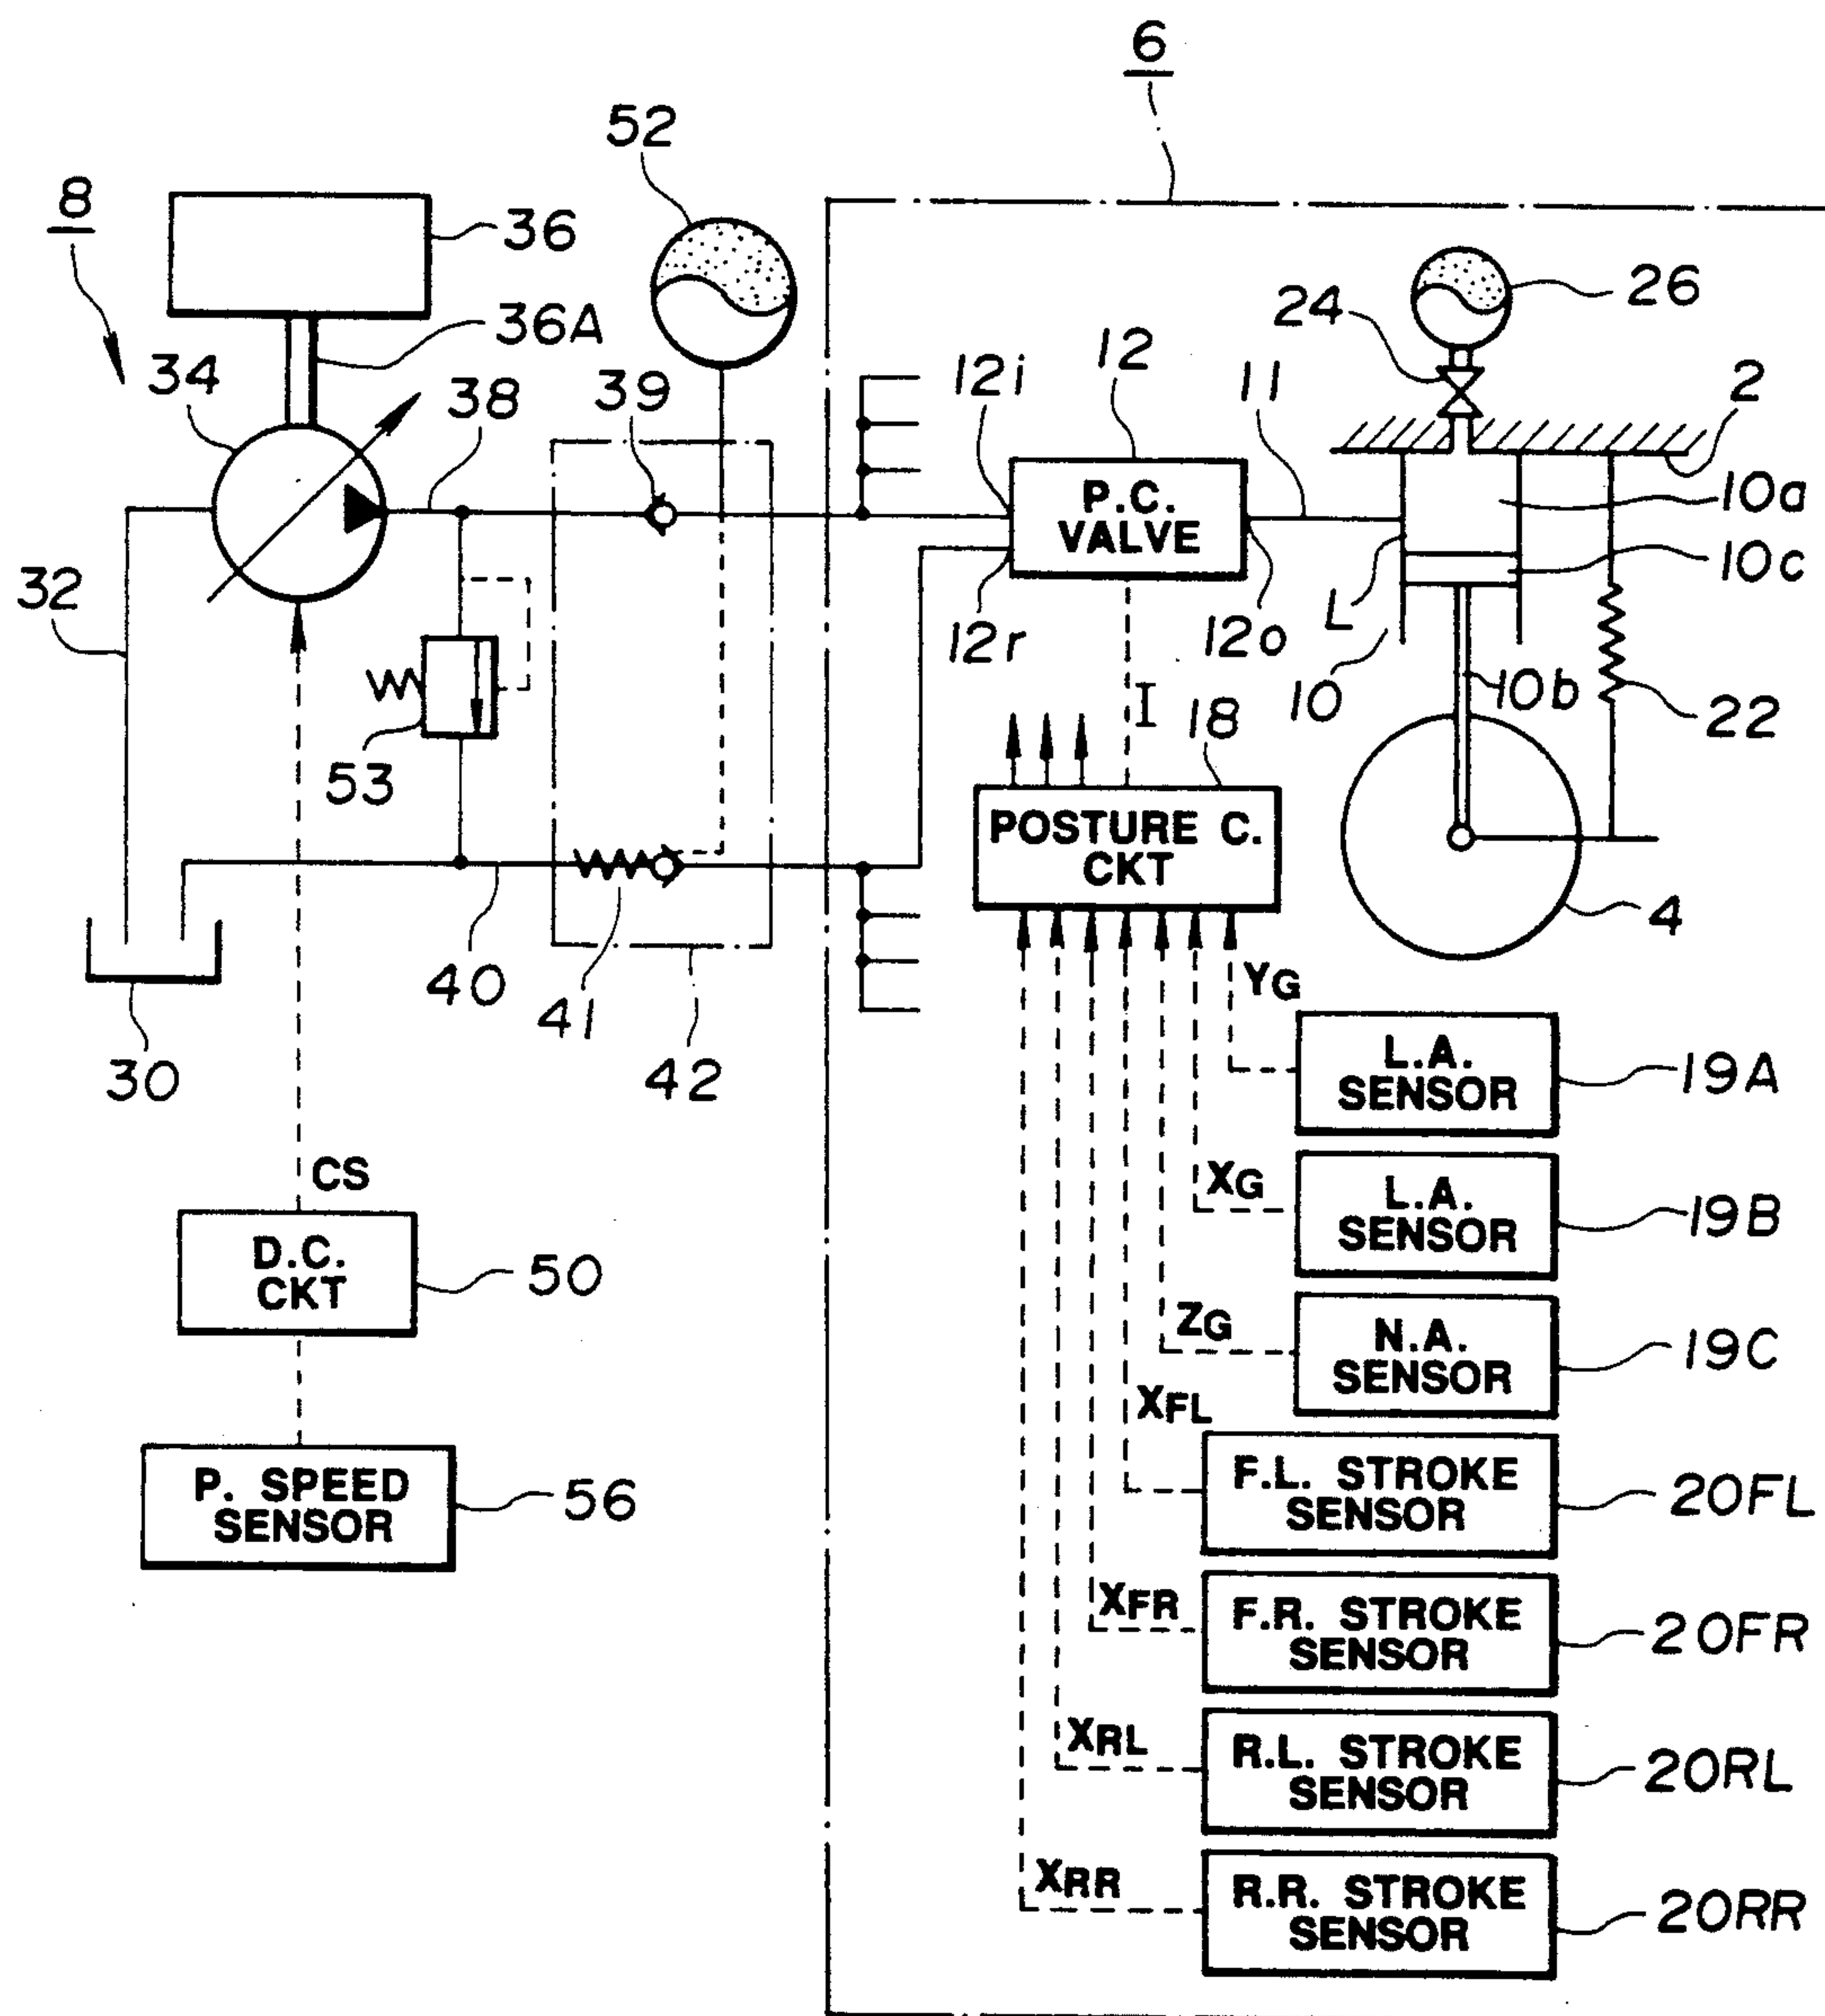 6
52
8
36
36A
34
38
39
12i
12
11
24
26
2
P.C.
VALVE
10a
10c
32
L
12r
12o
10
10b
22
53
I
18
POSTURE C.
CKT
4
40
41
42
30
YG
L.A.
SENSOR
19A
CS
XG
L.A.
SENSOR
19B
D.C.
CKT
50
ZG
N.A.
SENSOR
19C
XFL
F.L. STROKE
SENSOR
20FL
P. SPEED
SENSOR
56
XFR
F.R. STROKE
SENSOR
20FR
XRL
R.L. STROKE
SENSOR
20RL
XRR
R.R. STROKE
SENSOR
20RR